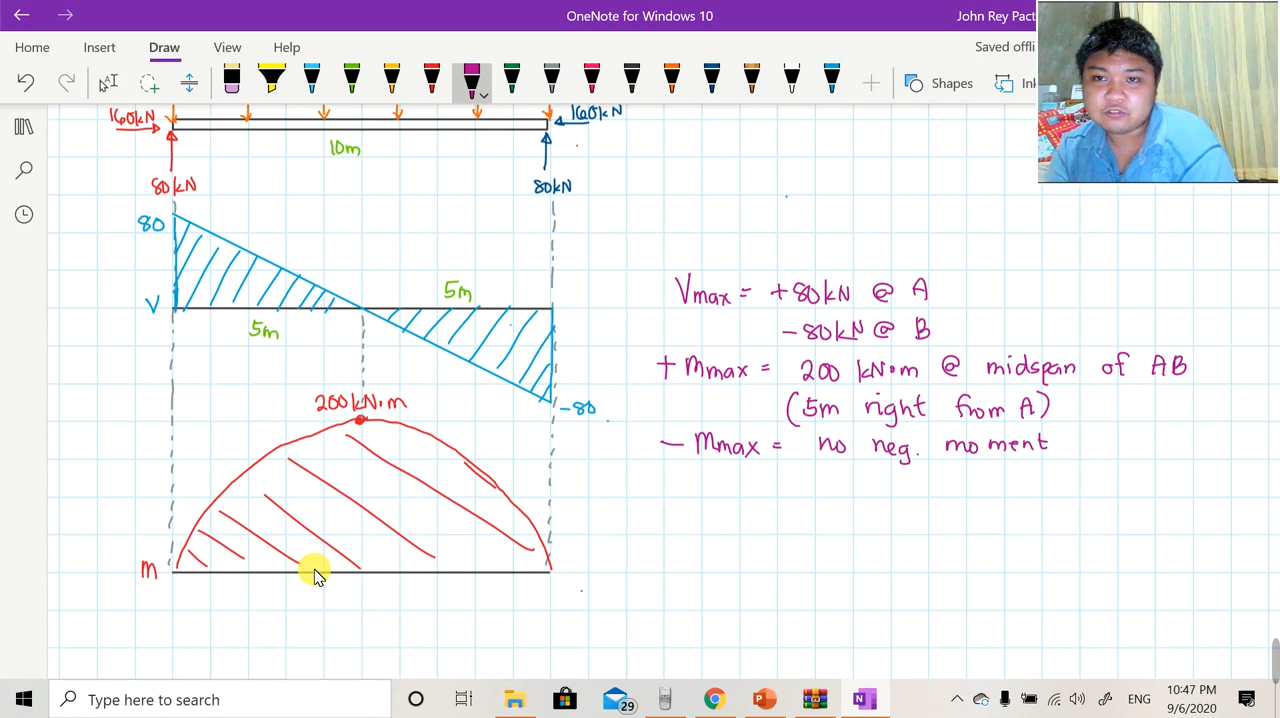 OneNote for Windows 10
John Rey Pact
Home
Insert
Draw
View
Help
Saved offli
Shapes
Ink
160kN
160kN
10m
80kN
80kN
80
5m
V
5m
-80
200kN·m
M
Vmax = +80kN @ A
-80kN @ B
+ Mmax = 200 kN·m @ midspan of AB
(5m right from A)
- Mmax = no neg. moment
Type here to search
29
ENG
10:47 PM
9/6/2020